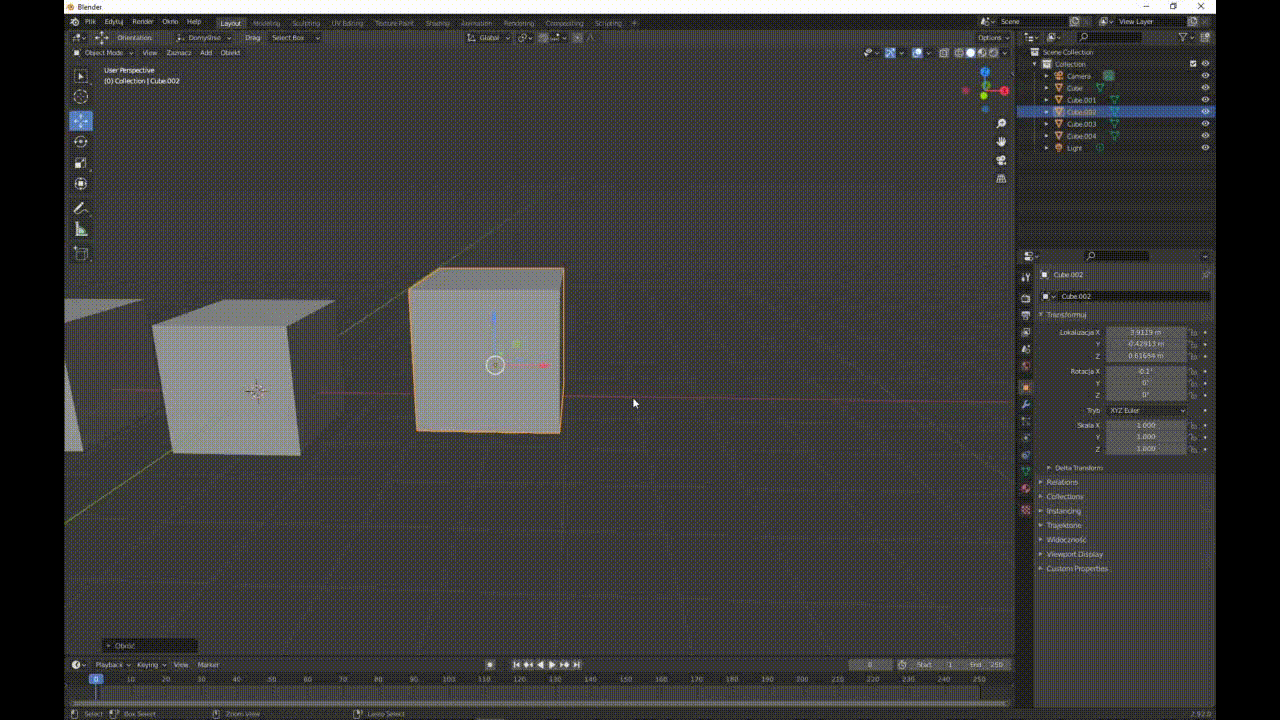 Blender
Plik Edytuj Render Okno Help Layout Modeling Sculpting UV Editing Texture Paint Shading Animation Rendering Compositing Scripting + Scene View Layer
Orientation: Domyślne Drag: Select Box Global Options
Object Mode View Zaznacz Add Obiekt
User Perspective
(0) Collection | Cube.002
Scene Collection
Collection
Camera
Cube
Cube.001
Cube.002
Cube.003
Cube.004
Light
Cube.002
Cube.002
Transformuj
Lokalizacja X 3.9119 m
Y -0.42913 m
Z 0.61654 m
Rotacja X -0.1°
Y 0°
Z 0°
Tryb XYZ Euler
Skala X 1.000
Y 1.000
Z 1.000
Delta Transform
Relations
Collections
Instancing
Trajektorie
Widoczność
Viewport Display
Custom Properties
Obróć
Playback Keying View Marker 0 Start 1 End 250
0 10 20 30 40 50 60 70 80 90 100 110 120 130 140 150 160 170 180 190 200 210 220 230 240 250
Select Box Select Zoom View Lasso Select 2.92.0